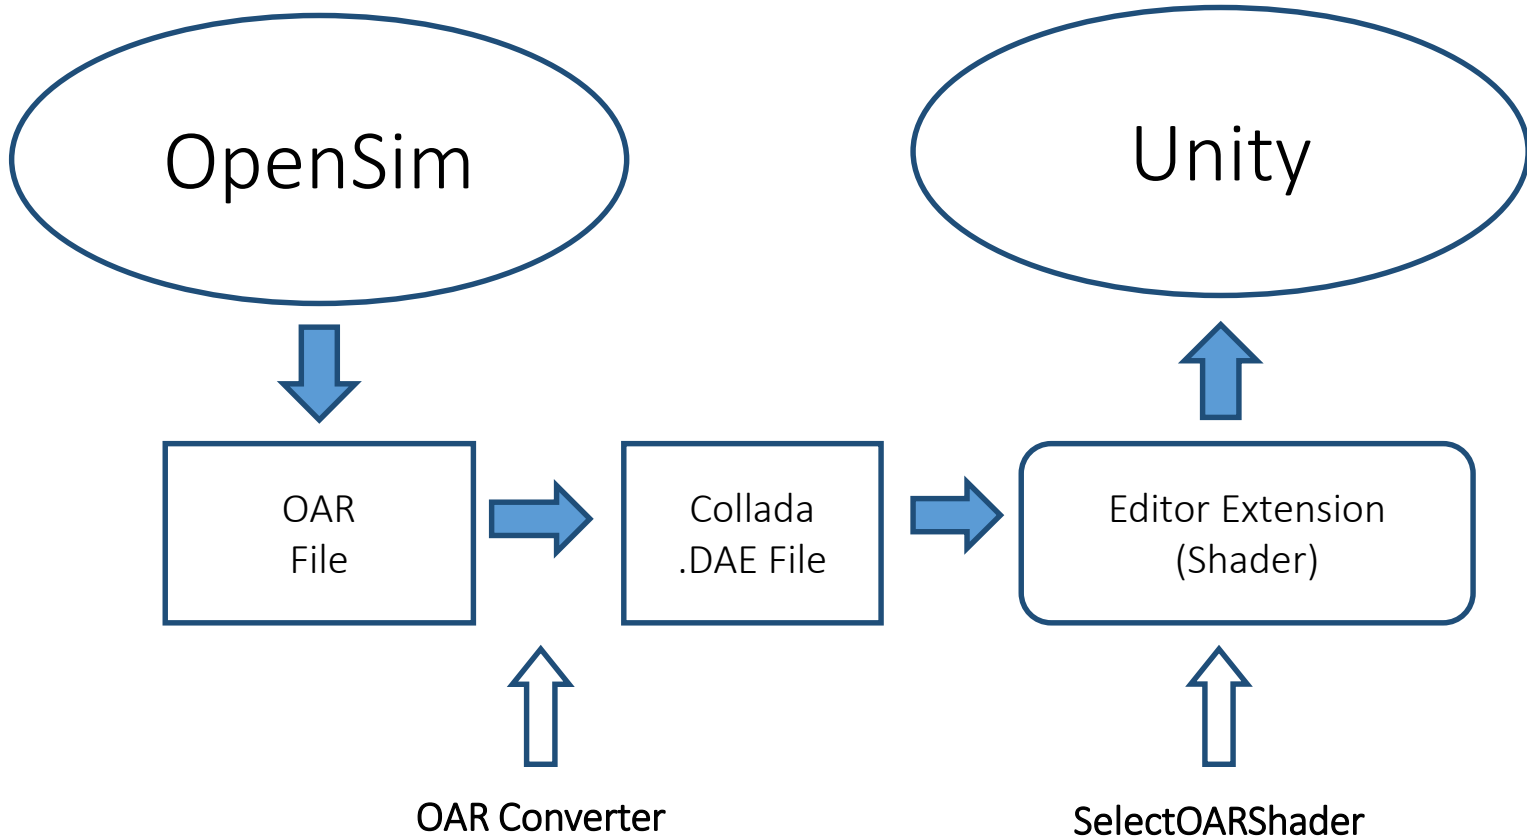 OpenSim
Unity
OAR
File
Collada
.DAE File
Editor Extension
(Shader)
OAR Converter
SelectOARShader